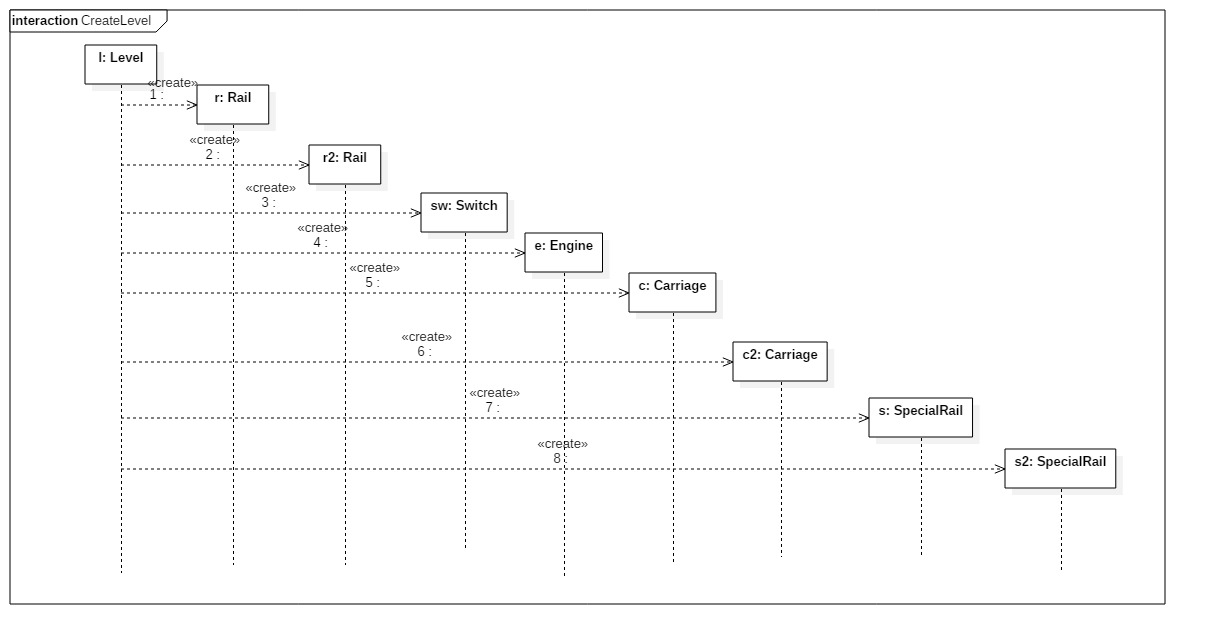 interaction CreateLevel
l: Level
«create»
1 :
r: Rail
«create»
2 :
r2: Rail
«create»
3 :
sw: Switch
«create»
4 :
e: Engine
«create»
5 :
c: Carriage
«create»
6 :
c2: Carriage
«create»
7 :
s: SpecialRail
«create»
8 :
s2: SpecialRail